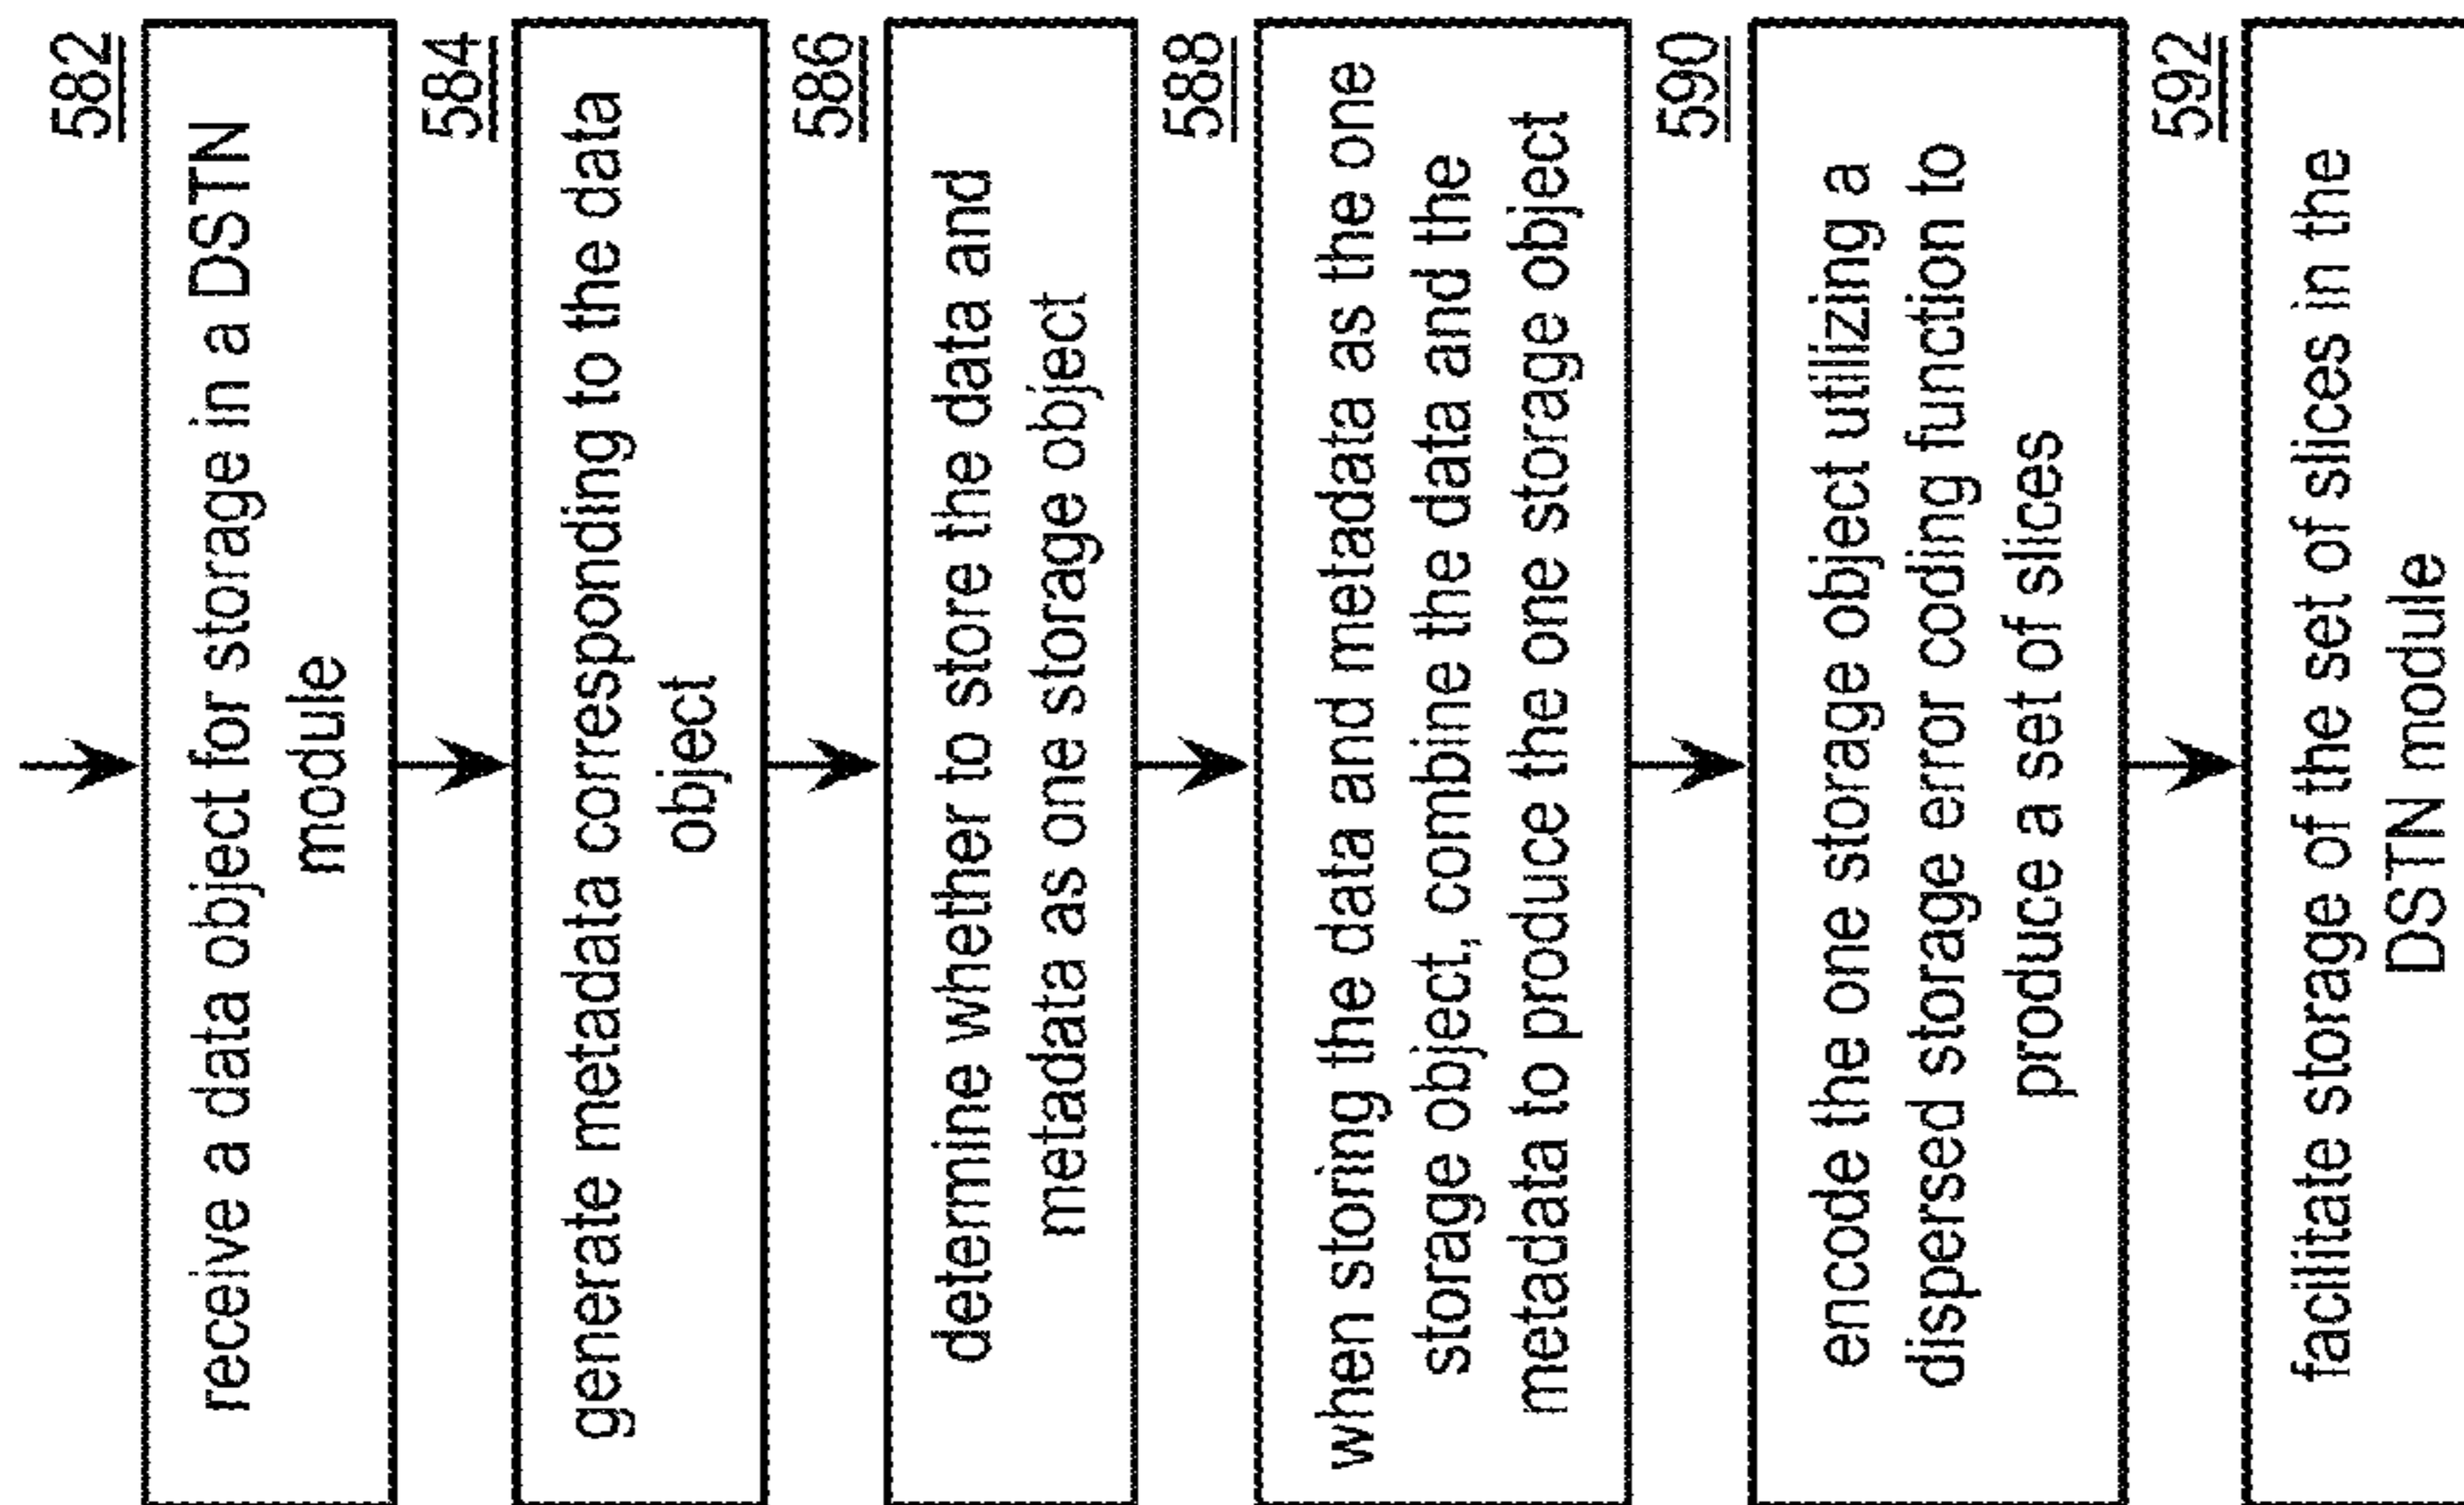 582
receive a data object for storage in a DSTN
module
584
generate metadata corresponding to the data
object
586
determine whether to store the data and
metadata as one storage object
588
when storing the data and metadata as the one
storage object, combine the data and the
metadata to produce the one storage object
590
encode the one storage object utilizing a
dispersed storage error coding function to
produce a set of slices
592
facilitate storage of the set of slices in the
DSTN module